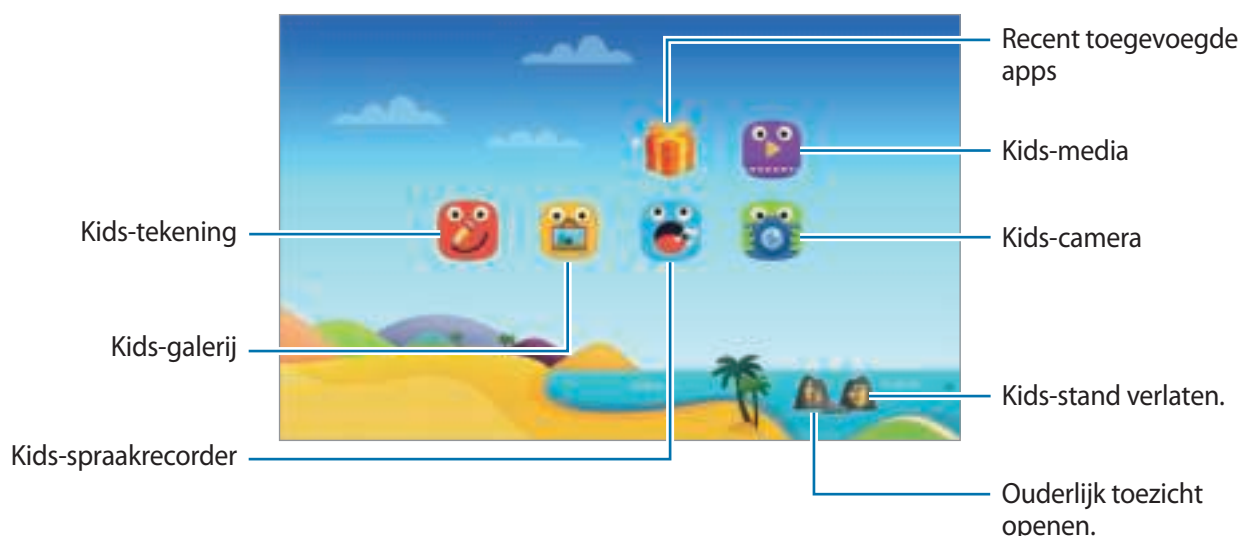 Recent toegevoegde
apps
Kids-media
Kids-tekening
Kids-camera
Kids-galerij
Kids-stand verlaten.
Kids-spraakrecorder
Ouderlijk toezicht
openen.